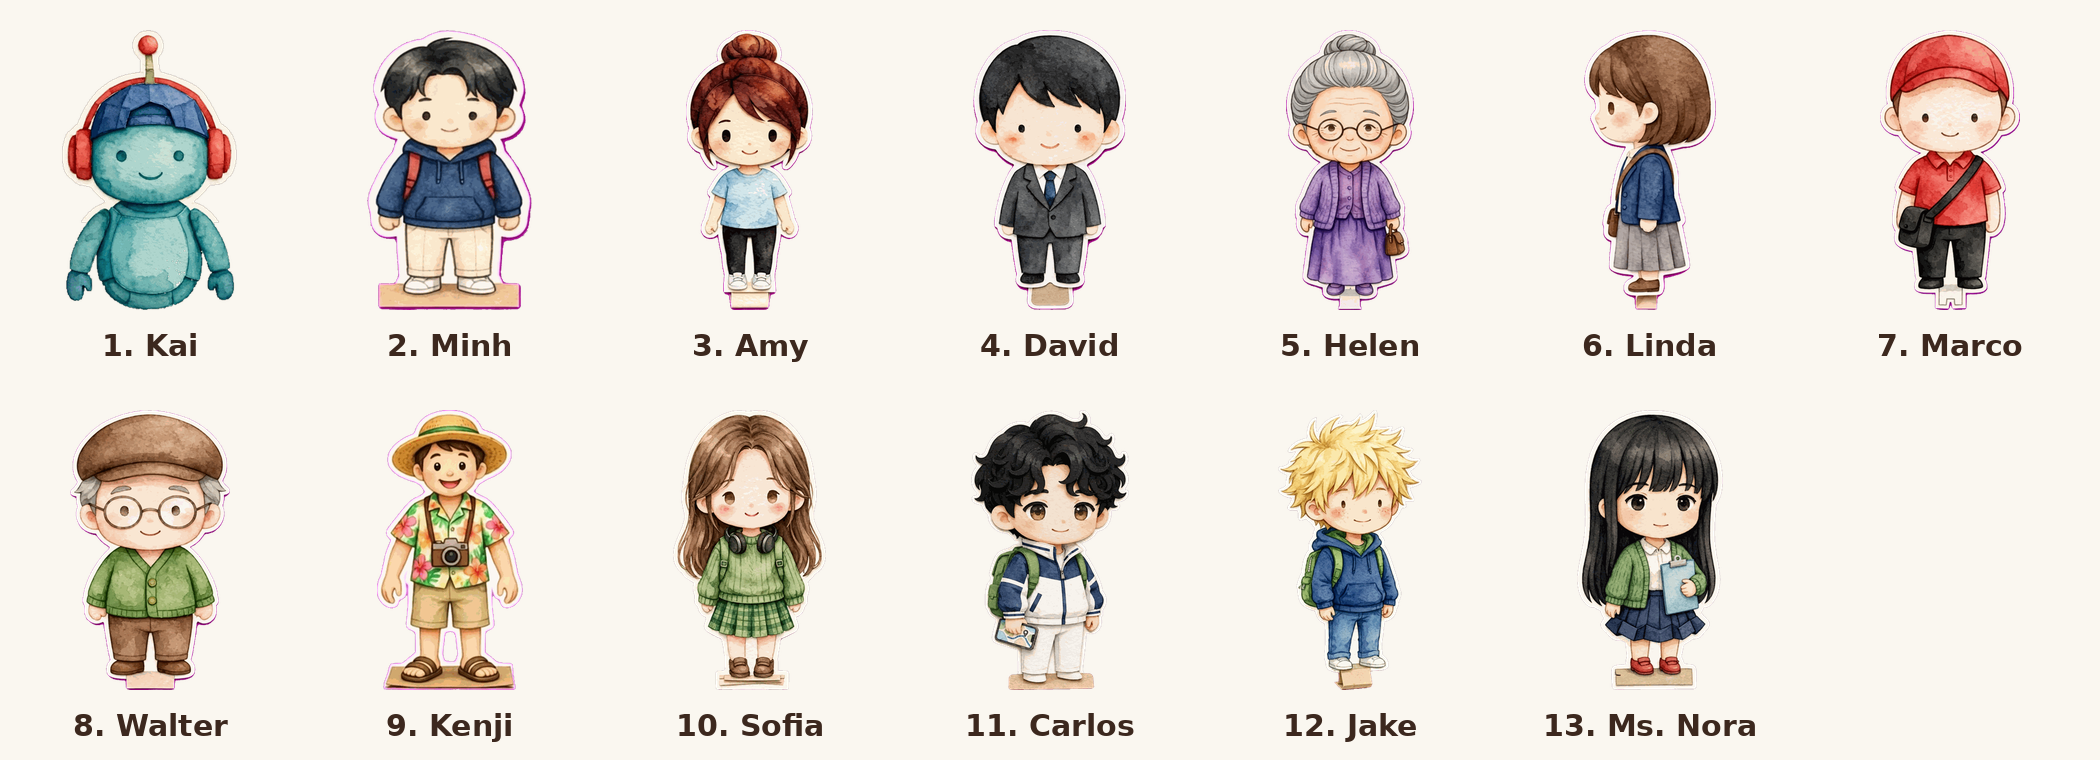 1. Kai
2. Minh
3. Amy
4. David
5. Helen
6. Linda
7. Marco
8. Walter
9. Kenji
10. Sofia
11. Carlos
12. Jake
13. Ms. Nora